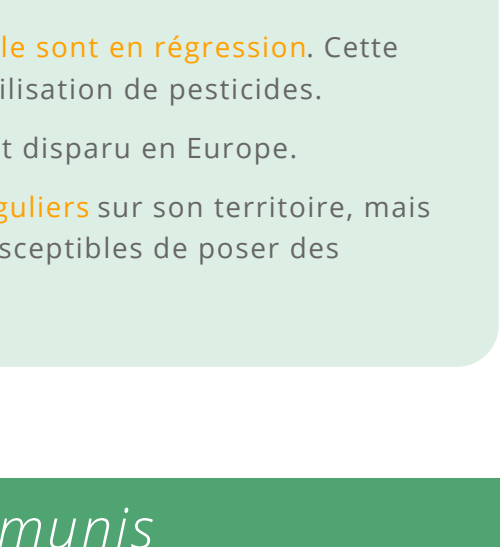 le sont en régression. Cette
ilisation de pesticides.
t disparu en Europe.
guliers sur son territoire, mais
sceptibles de poser des
munis